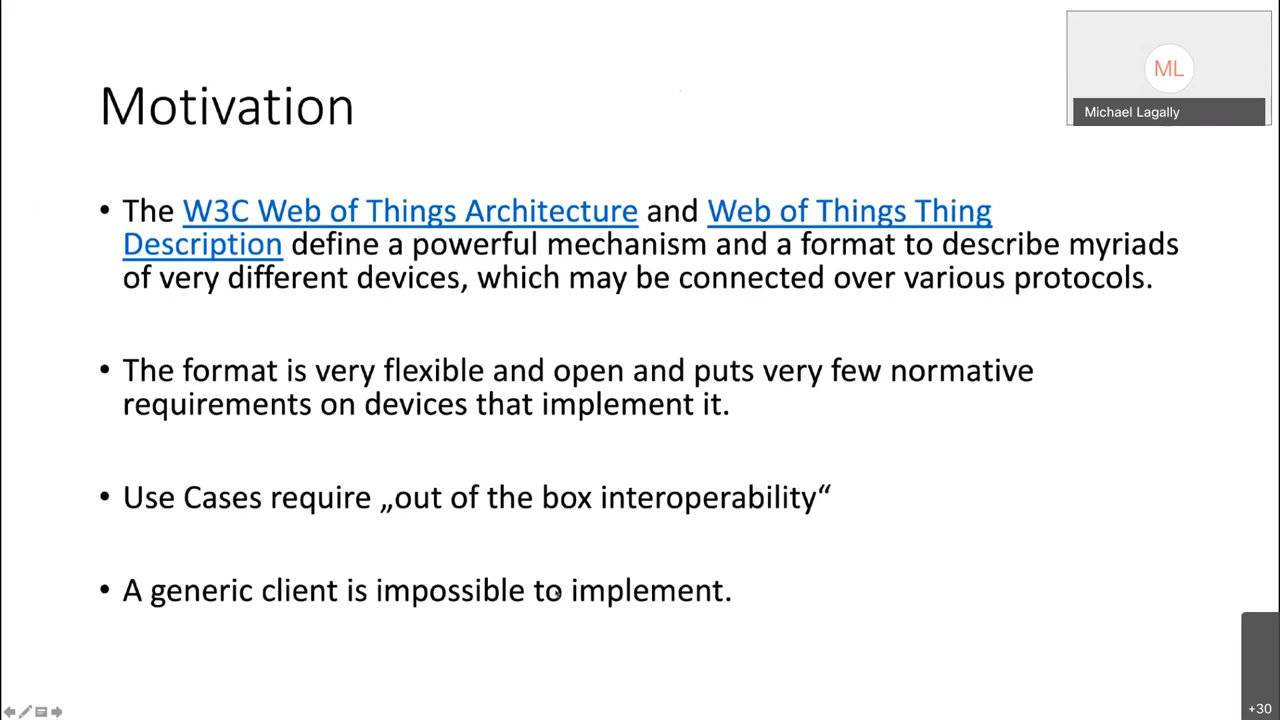 Motivation
ML
Michael Lagally
• The W3C Web of Things Architecture and Web of Things Thing
Description define a powerful mechanism and a format to describe myriads
of very different devices, which may be connected over various protocols.
• The format is very flexible and open and puts very few normative
requirements on devices that implement it.
• Use Cases require „out of the box interoperability“
• A generic client is impossible to implement.
+30